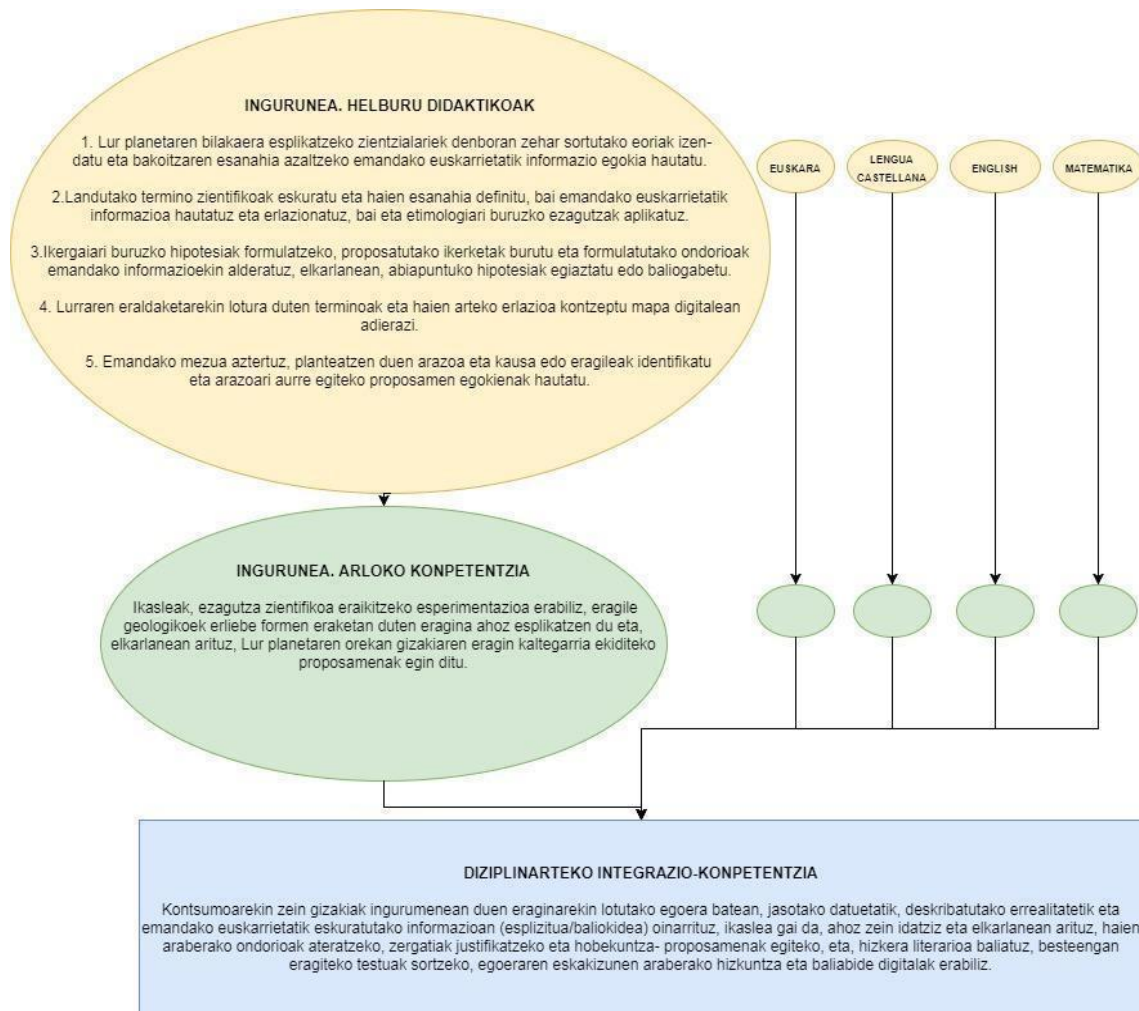 INGURUNEA. HELBURU DIDAKTIKOAK
1. Lur planetaren bilakaera esplikatzeko zientzialariek denboran zehar sortutako eoriak izen-
datu eta bakoitzaren esanahia azaltzeko emandako euskarrietatik informazio egokia hautatu.
2.Landutako termino zientifikoak eskuratu eta haien esanahia definitu, bai emandako euskarrietatik
informazioa hautatuz eta erlazionatuz, bai eta etimologiari buruzko ezagutzak aplikatuz.
3.Ikergaiari buruzko hipotesiak formulatzeko, proposatutako ikerketak burutu eta formulatutako ondorioak
emandako informazioekin alderatuz, elkarlanean, abiapuntuko hipotesiak egiaztatu edo baliogabetu.
4. Lurraren eraldaketarekin lotura duten terminoak eta haien arteko erlazioa kontzeptu mapa digitalean
adierazi.
5. Emandako mezua aztertuz, planteatzen duen arazoa eta kausa edo eragileak identifikatu
eta arazoari aurre egiteko proposamen egokienak hautatu.
EUSKARA
LENGUA
CASTELLANA
ENGLISH
MATEMATIKA
INGURUNEA. ARLOKO KONPETENTZIA
Ikasleak, ezagutza zientifikoa eraikitzeko esperimentazioa erabiliz, eragile
geologikoek erliebe formen eraketan duten eragina ahoz esplikatzen du eta,
elkarlanean arituz, Lur planetaren orekan gizakiaren eragin kaltegarria ekiditeko
proposamenak egin ditu.
DIZIPLINARTEKO INTEGRAZIO-KONPETENTZIA
Kontsumoarekin zein gizakiak ingurumenean duen eraginarekin lotutako egoera batean, jasotako datuetatik, deskribatutako errealitatetik eta
emandako euskarrietatik eskuratutako informazioan (esplizitua/baliokidea) oinarrituz, ikaslea gai da, ahoz zein idatziz eta elkarlanean arituz, haien
araberako ondorioak ateratzeko, zergatiak justifikatzeko eta hobekuntza- proposamenak egiteko, eta, hizkera literarioa baliatuz, besteengan
eragiteko testuak sortzeko, egoeraren eskakizunen araberako hizkuntza eta baliabide digitalak erabiliz.